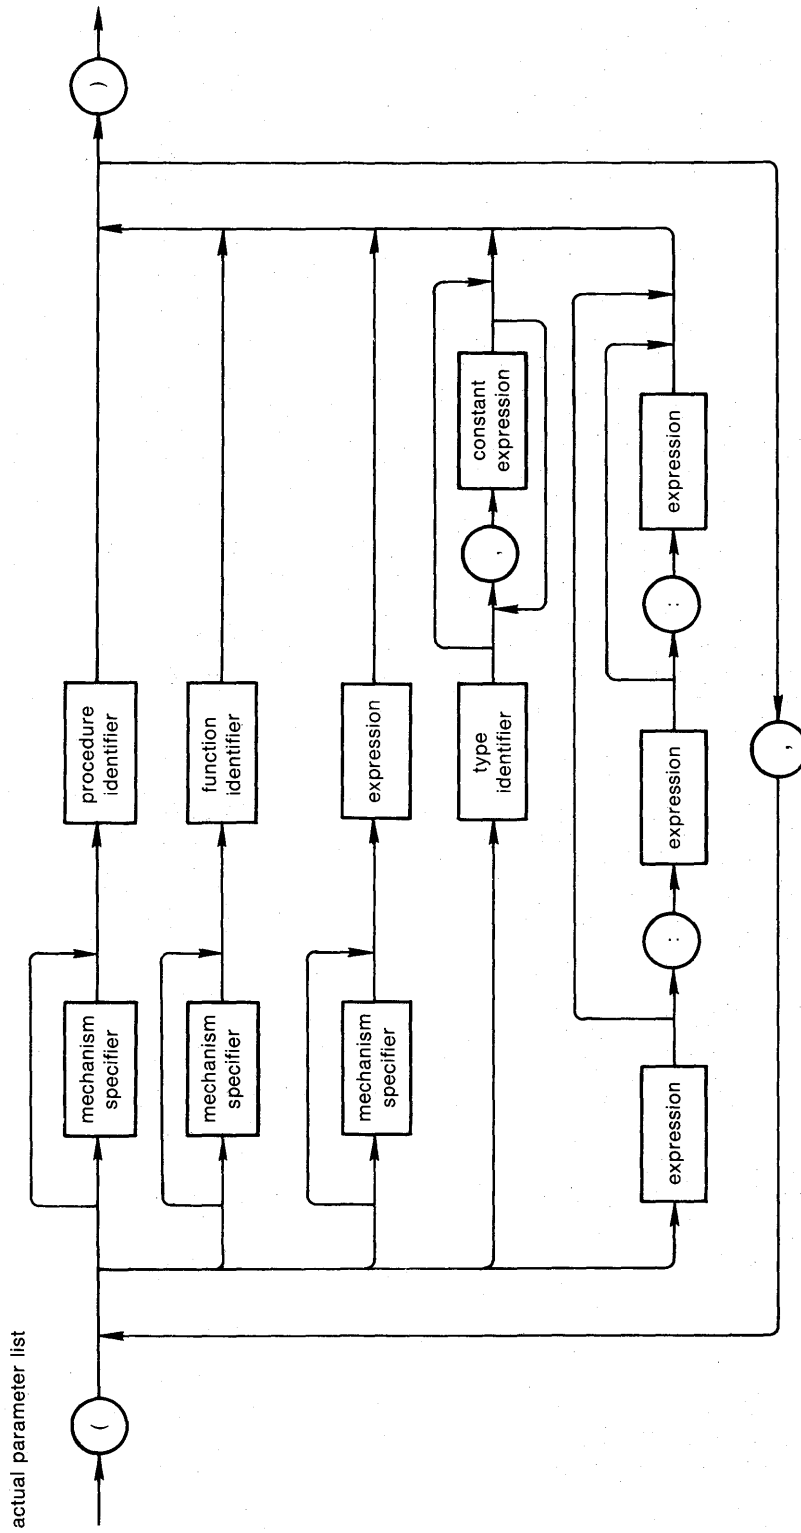 actual parameter list
(
mechanism
specifier
procedure
identifier
)
mechanism
specifier
function
identifier
mechanism
specifier
expression
type
identifier
,
constant
expression
expression
:
expression
:
expression
,